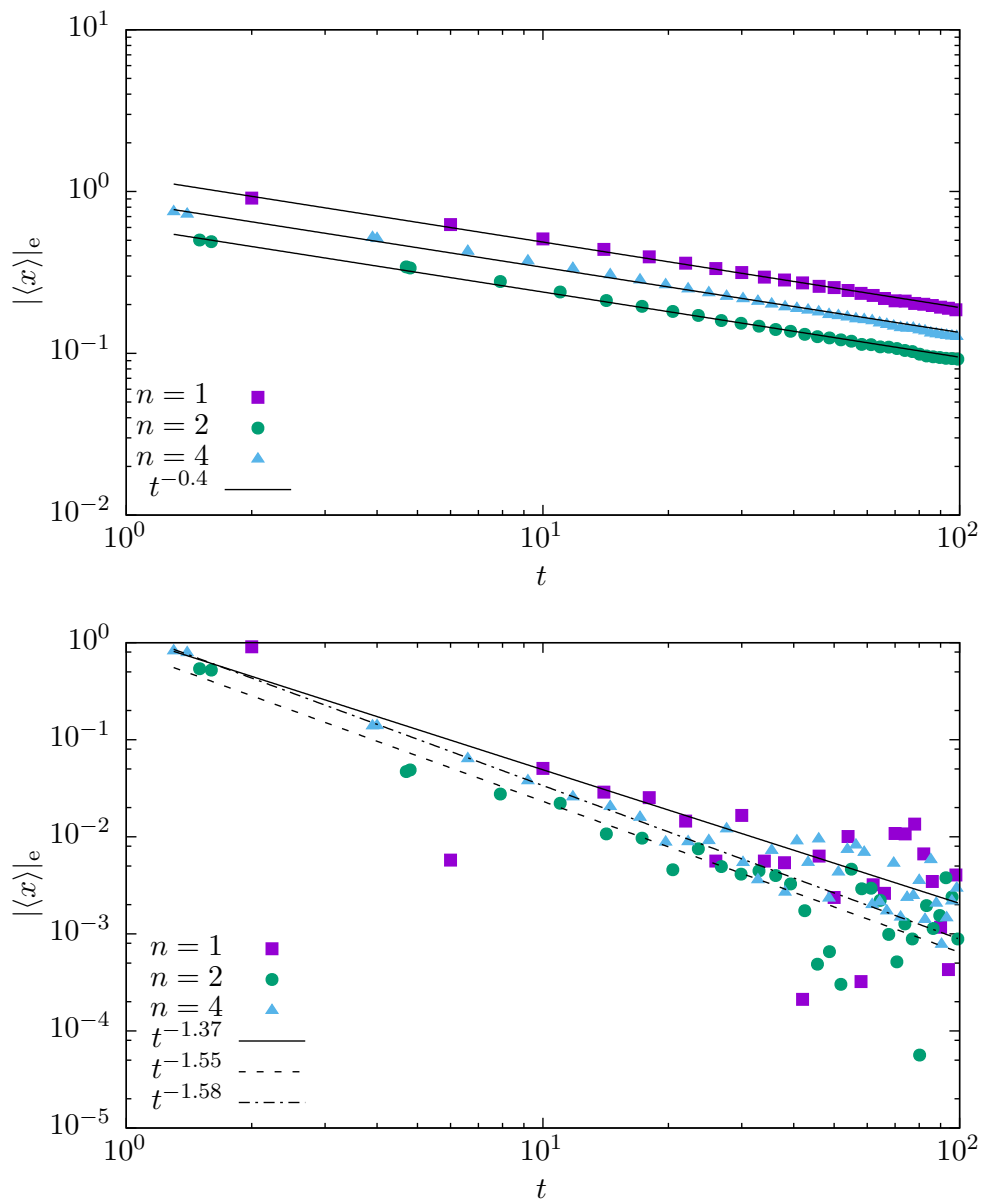 10^1
10^0
10^{-1}
10^{-2}
|⟨x⟩|_e
n = 1
n = 2
n = 4
t^{-0.4}
10^0 10^1 10^2
t
10^0
10^{-1}
10^{-2}
10^{-3}
10^{-4}
10^{-5}
|⟨x⟩|_e
n = 1
n = 2
n = 4
t^{-1.37}
t^{-1.55}
t^{-1.58}
10^0 10^1 10^2
t